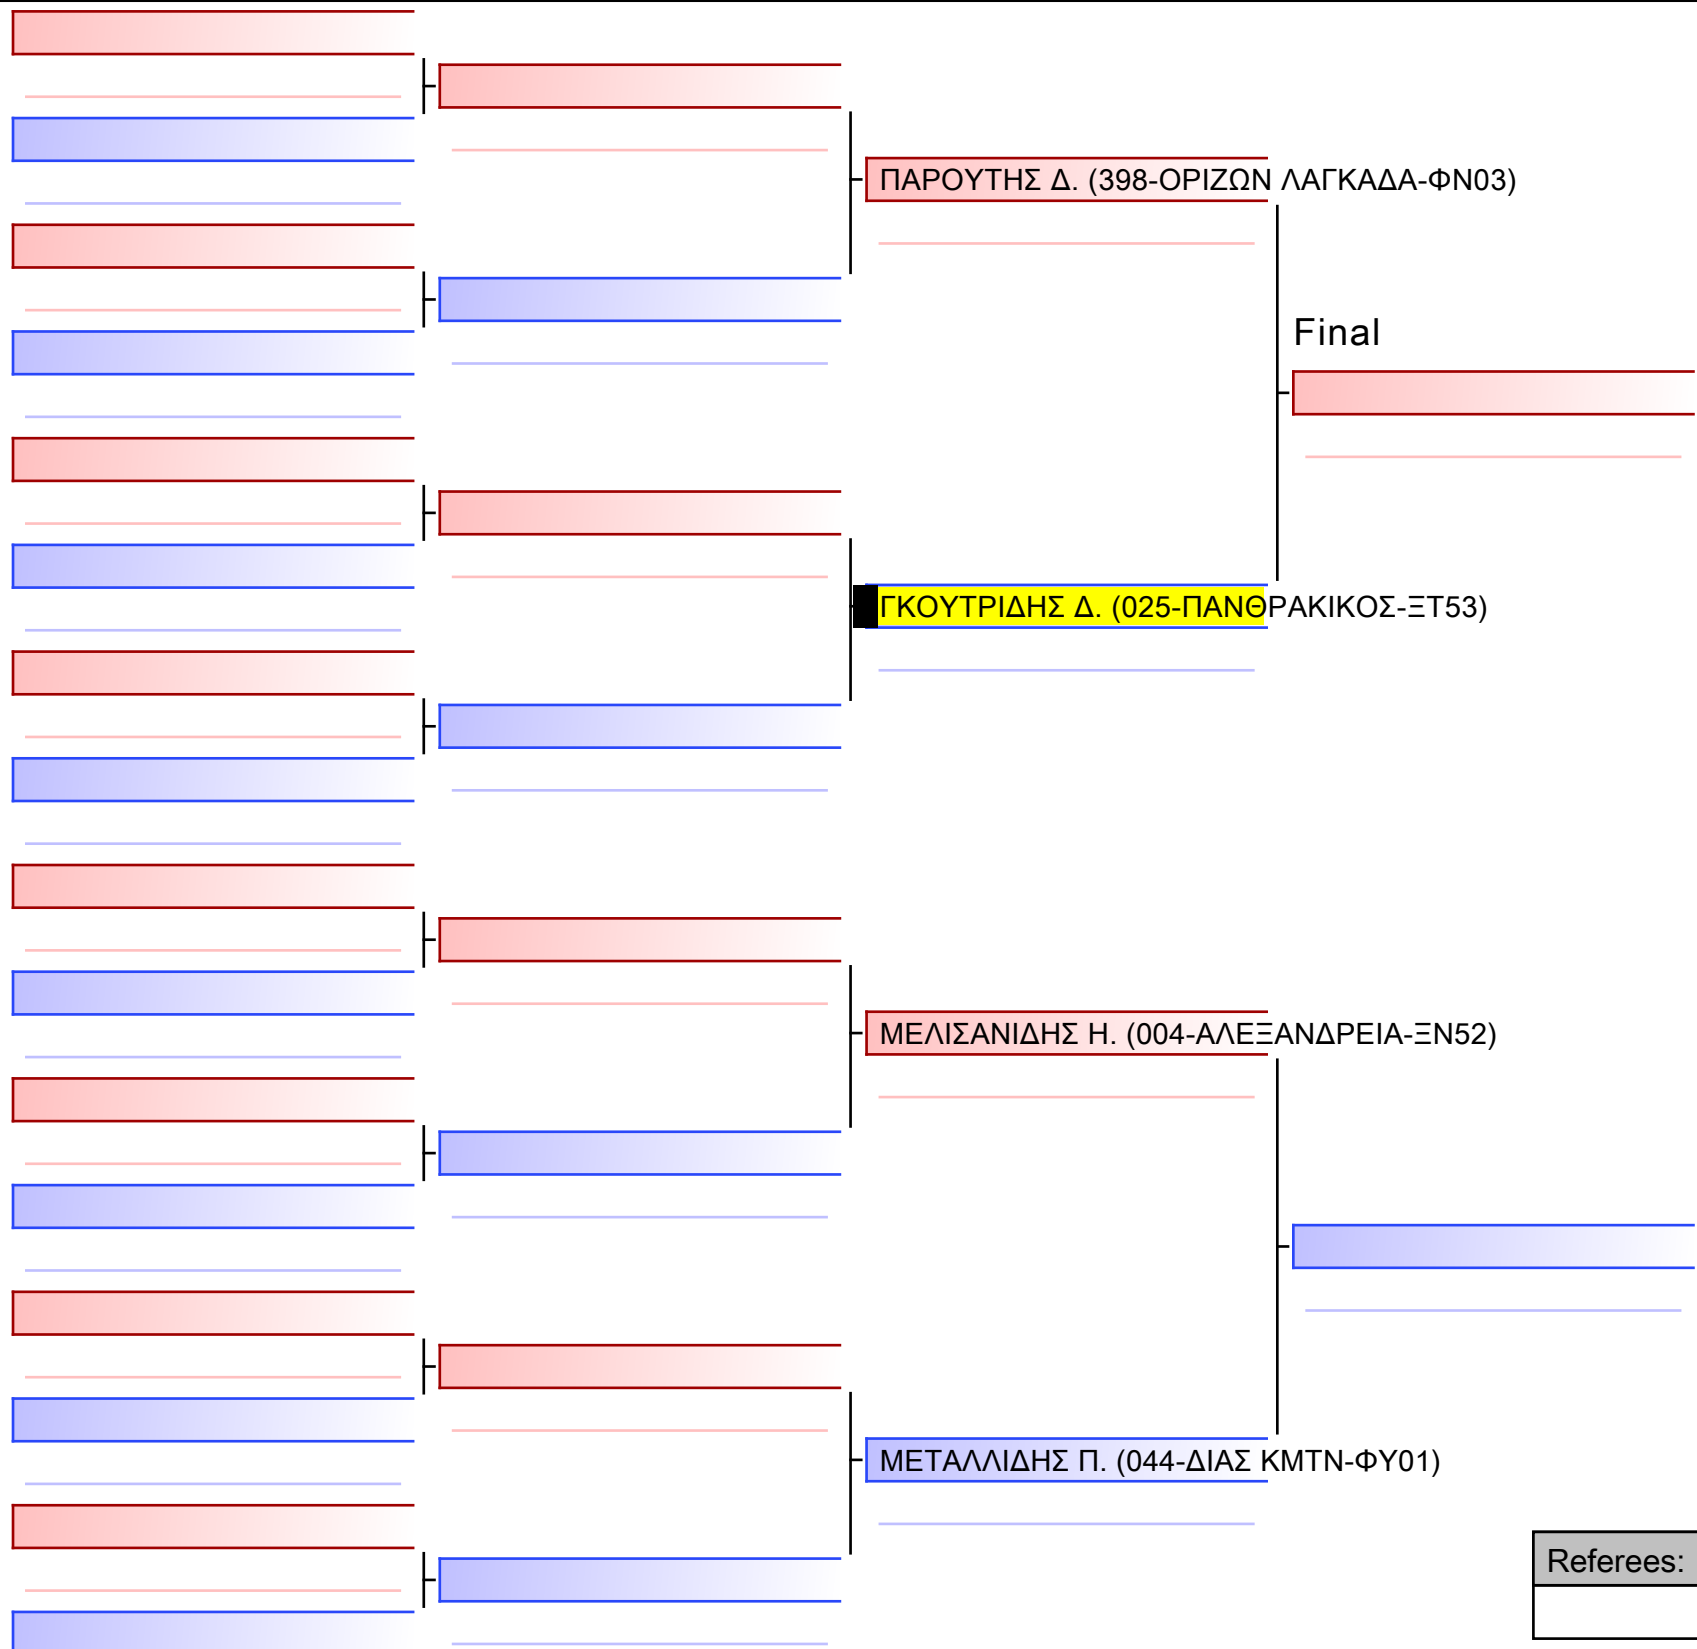 ΠΑΡΟΥΤΗΣ Δ. (398-ΟΡΙΖΩΝ ΛΑΓΚΑΔΑ-ΦΝ03)
Final
ΓΚΟΥΤΡΙΔΗΣ Δ. (025-ΠΑΝΘΡΑΚΙΚΟΣ-ΞΤ53)
ΜΕΛΙΣΑΝΙΔΗΣ Η. (004-ΑΛΕΞΑΝΔΡΕΙΑ-ΞΝ52)
ΜΕΤΑΛΛΙΔΗΣ Π. (044-ΔΙΑΣ ΚΜΤΝ-ΦΥ01)
Referees: